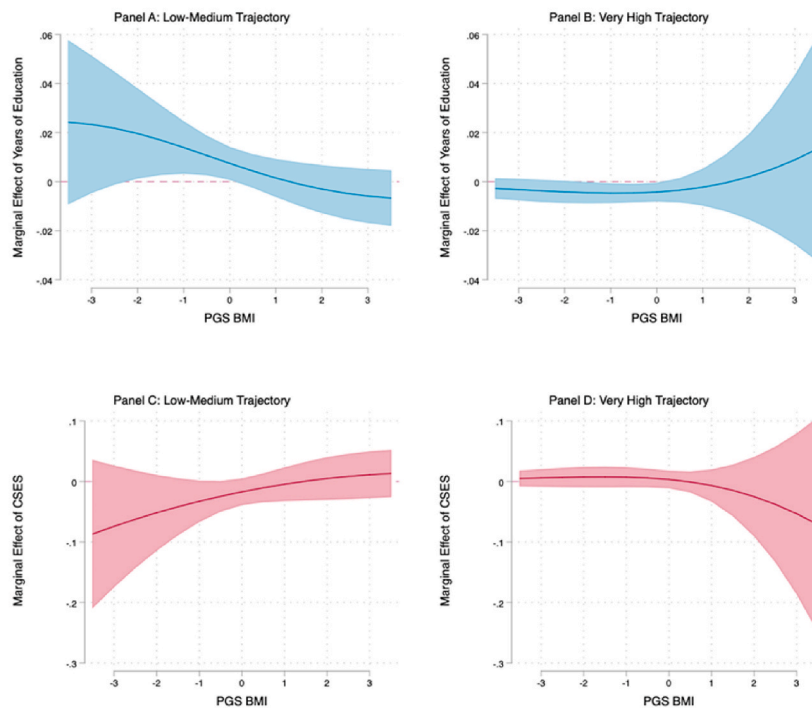 Panel A: Low-Medium Trajectory
Marginal Effect of Years of Education
.06
.04
.02
0
-.02
-.04
-3 -2 -1 0 1 2 3
PGS BMI
Panel B: Very High Trajectory
Marginal Effect of Years of Education
.06
.04
.02
0
-.02
-.04
-3 -2 -1 0 1 2 3
PGS BMI
Panel C: Low-Medium Trajectory
Marginal Effect of CSES
.1
0
-.1
-.2
-.3
-3 -2 -1 0 1 2 3
PGS BMI
Panel D: Very High Trajectory
Marginal Effect of CSES
.1
0
-.1
-.2
-.3
-3 -2 -1 0 1 2 3
PGS BMI